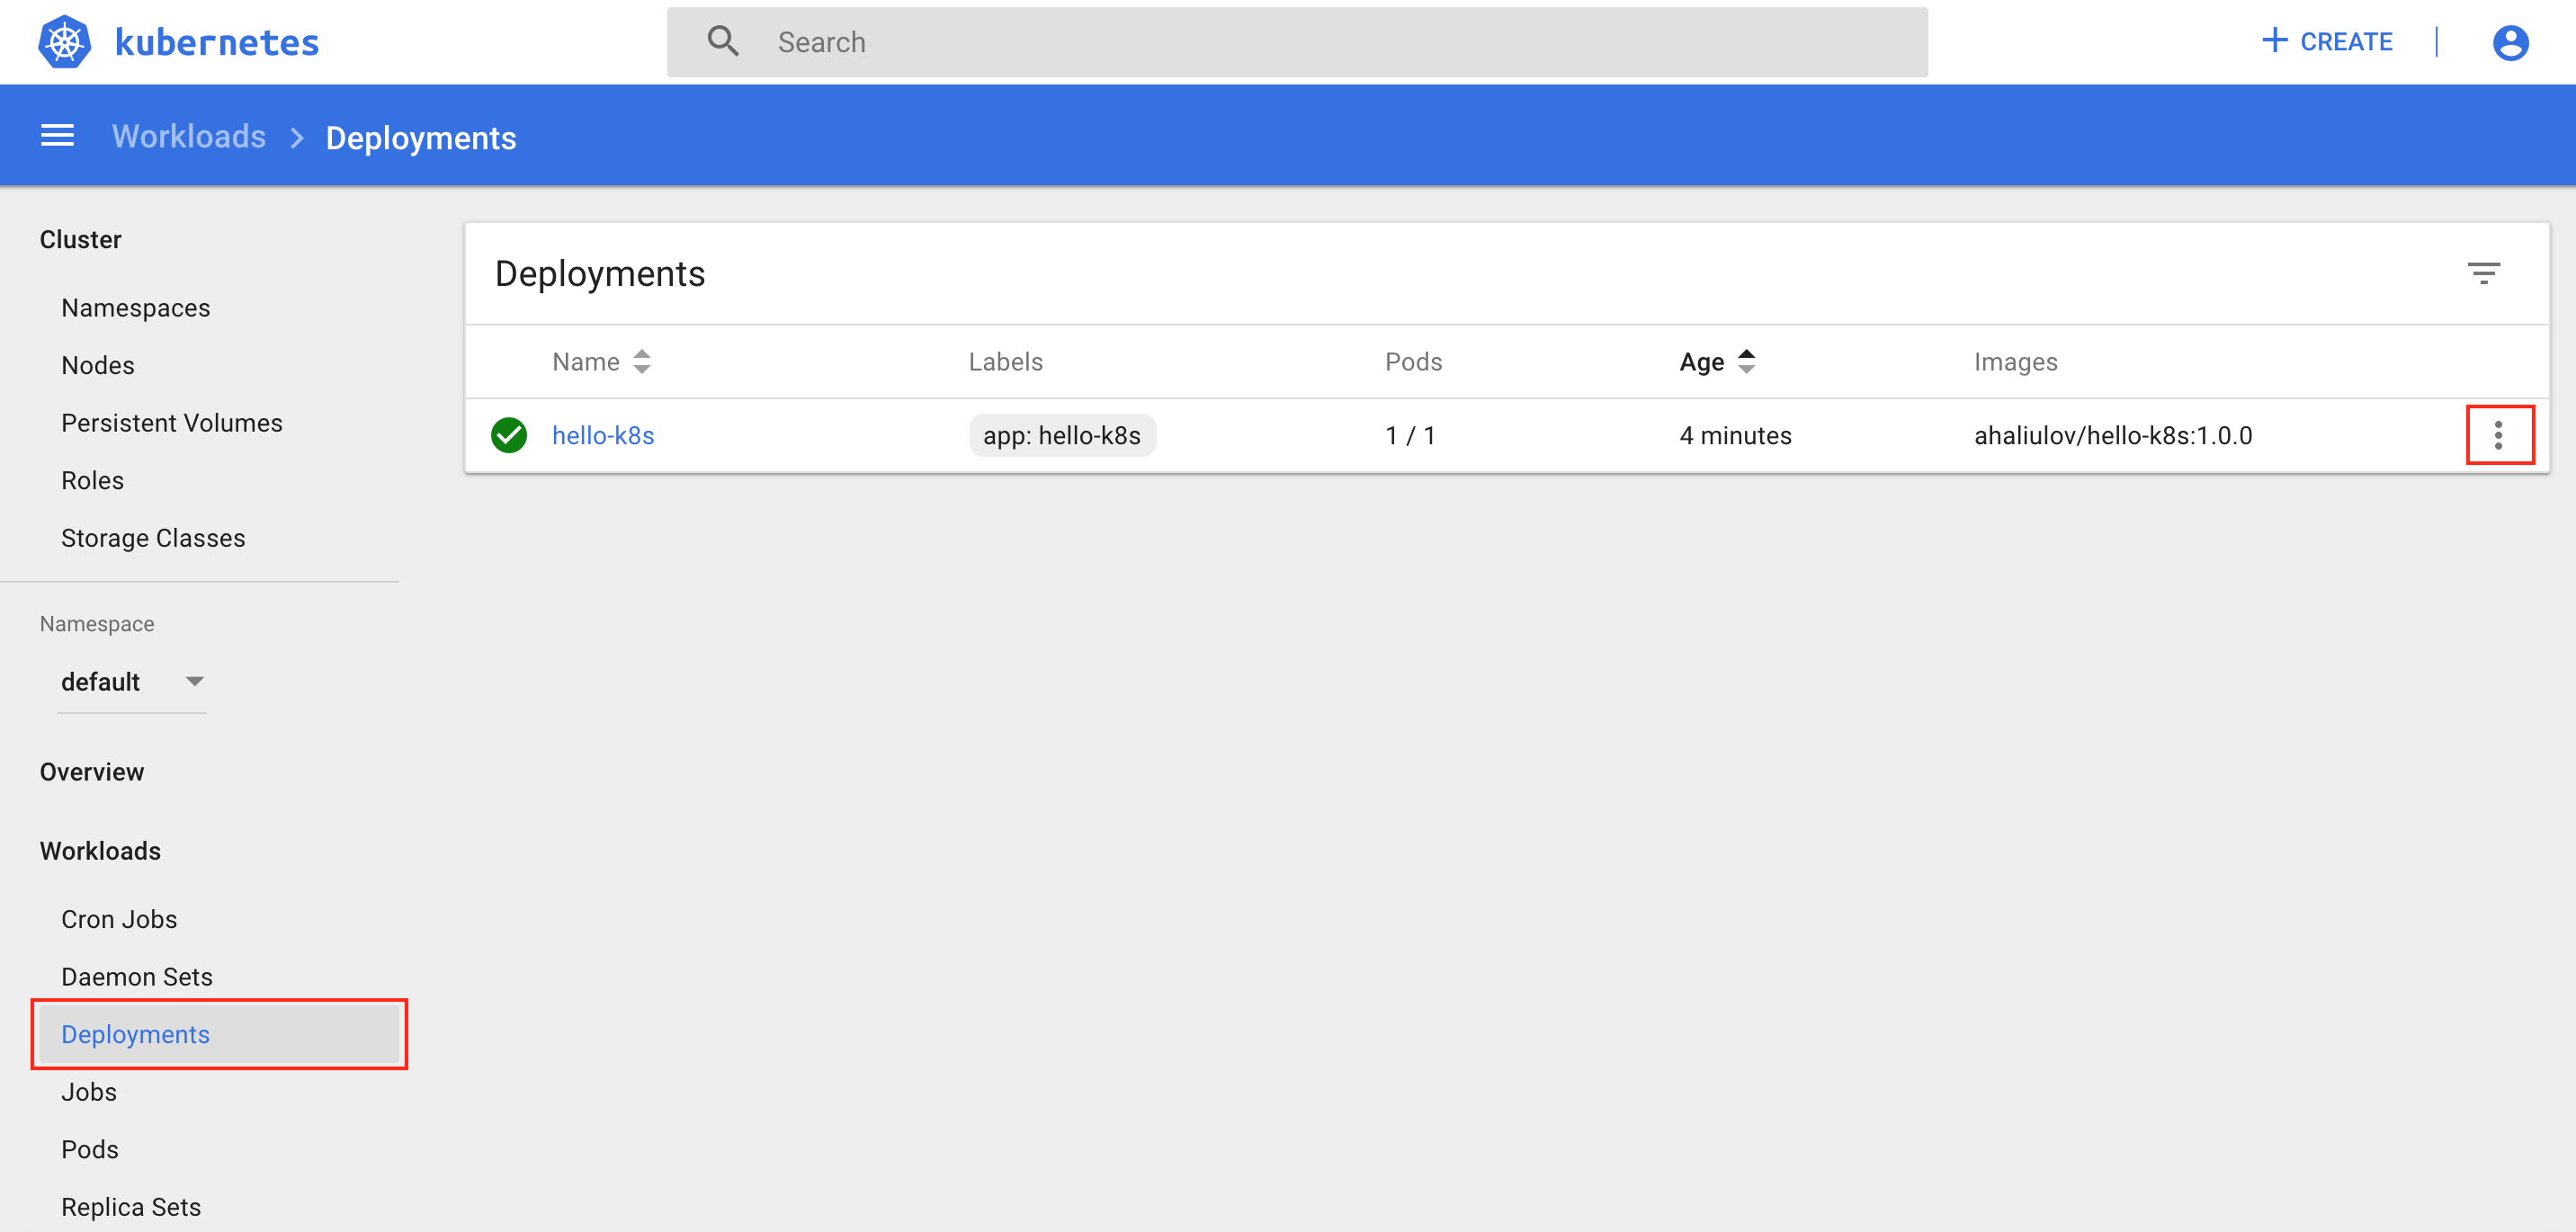 kubernetes
Search
CREATE
Workloads > Deployments
Cluster
Namespaces
Nodes
Persistent Volumes
Roles
Storage Classes
Namespace
default
Overview
Workloads
Cron Jobs
Daemon Sets
Deployments
Jobs
Pods
Replica Sets
Deployments
Name Labels Pods Age Images
hello-k8s app: hello-k8s 1 / 1 4 minutes ahaliulov/hello-k8s:1.0.0